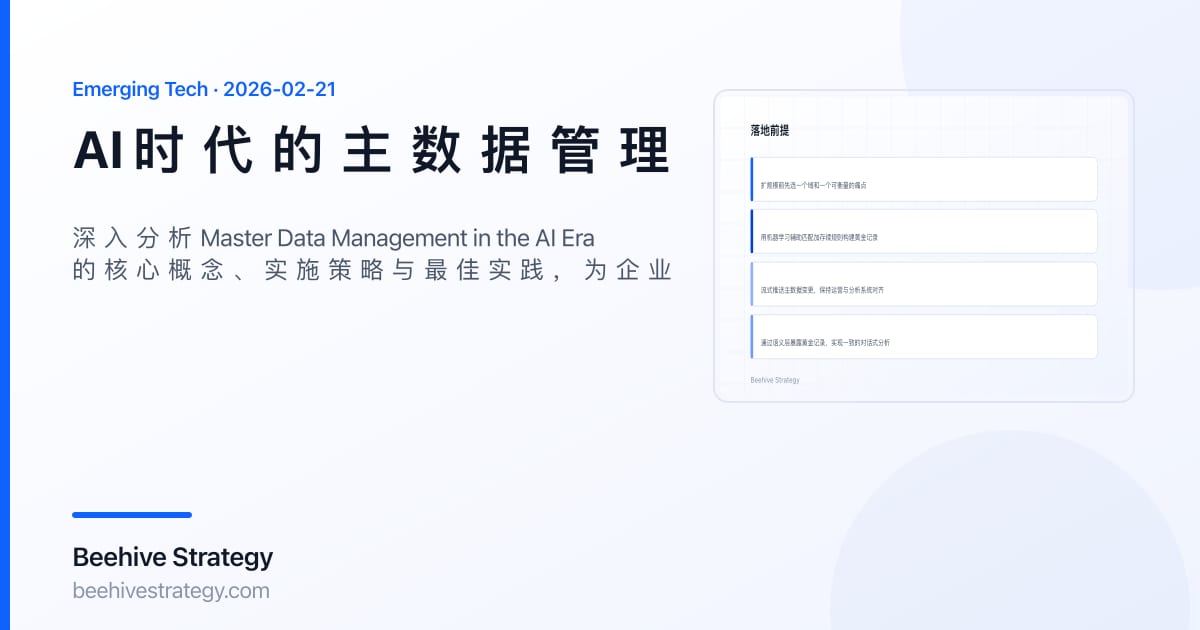 Emerging Tech · 2026-02-21
AI时代的主数据管理
深入分析 Master Data Management in the AI Era
的核心概念、实施策略与最佳实践，为企业
落地前提
扩规模前先选一个域和一个可衡量的痛点
用机器学习辅助匹配加存续规则构建黄金记录
流式推送主数据变更，保持运营与分析系统对齐
通过语义层暴露黄金记录，实现一致的对话式分析
Beehive Strategy
Beehive Strategy
beehivestrategy.com